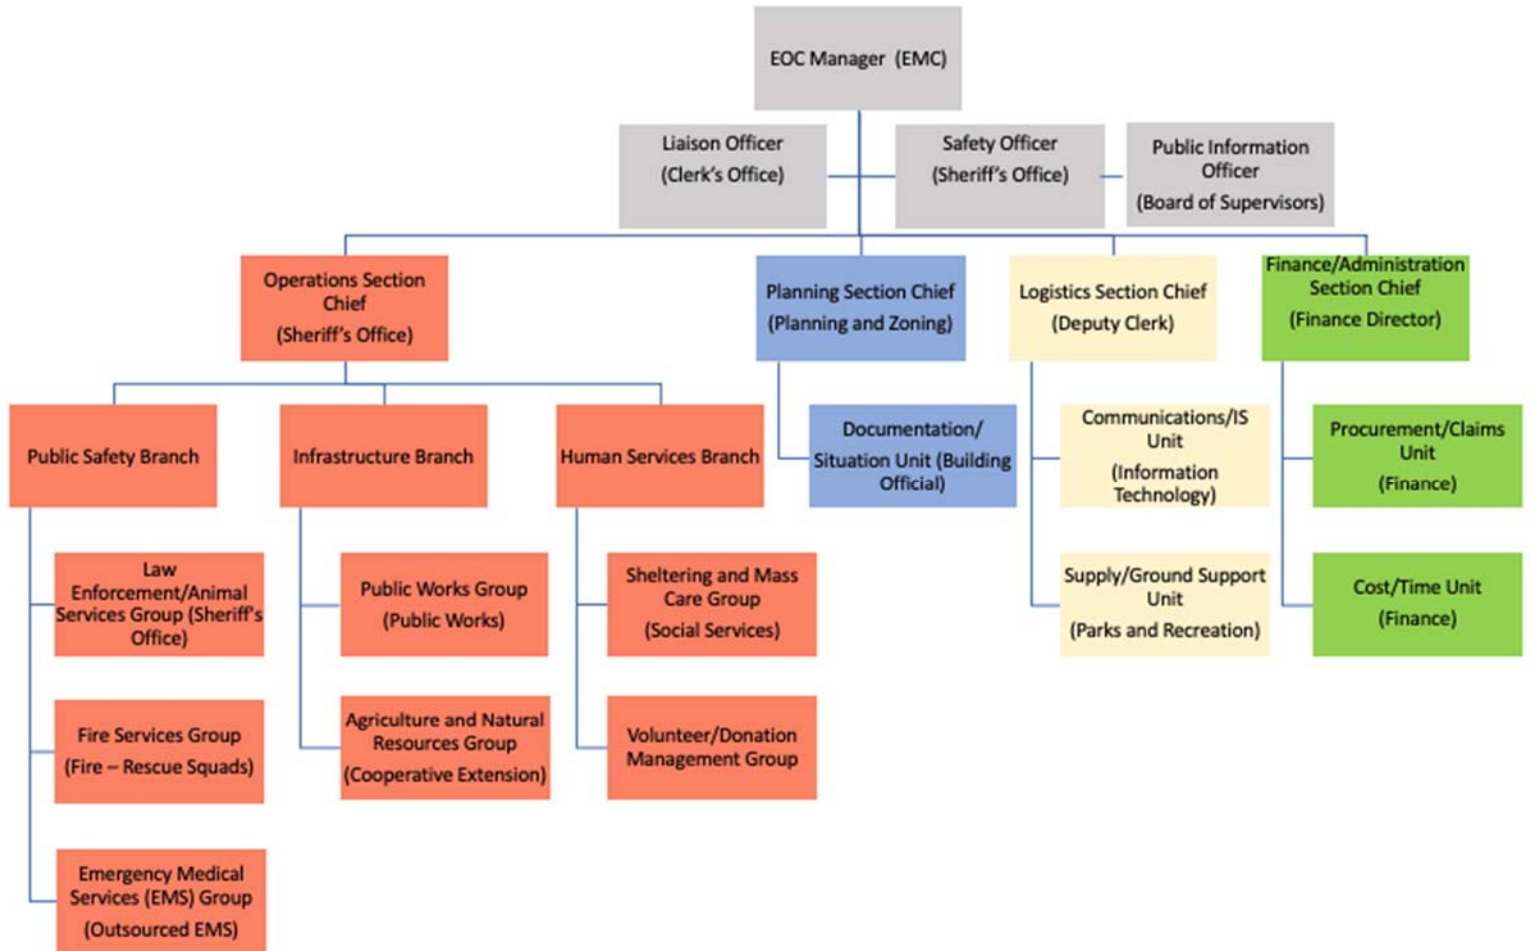 EOC Manager (EMC)
Liaison Officer
(Clerk's Office)
Safety Officer
(Sheriff's Office)
Public Information
Officer
(Board of Supervisors)
Operations Section
Chief
(Sheriff's Office)
Planning Section Chief
(Planning and Zoning)
Logistics Section Chief
(Deputy Clerk)
Finance/Administration
Section Chief
(Finance Director)
Public Safety Branch
Infrastructure Branch
Human Services Branch
Documentation/
Situation Unit (Building
Official)
Communications/IS
Unit
(Information
Technology)
Procurement/Claims
Unit
(Finance)
Law
Enforcement/Animal
Services Group (Sheriff's
Office)
Public Works Group
(Public Works)
Sheltering and Mass
Care Group
(Social Services)
Supply/Ground Support
Unit
(Parks and Recreation)
Cost/Time Unit
(Finance)
Fire Services Group
(Fire – Rescue Squads)
Agriculture and Natural
Resources Group
(Cooperative Extension)
Volunteer/Donation
Management Group
Emergency Medical
Services (EMS) Group
(Outsourced EMS)